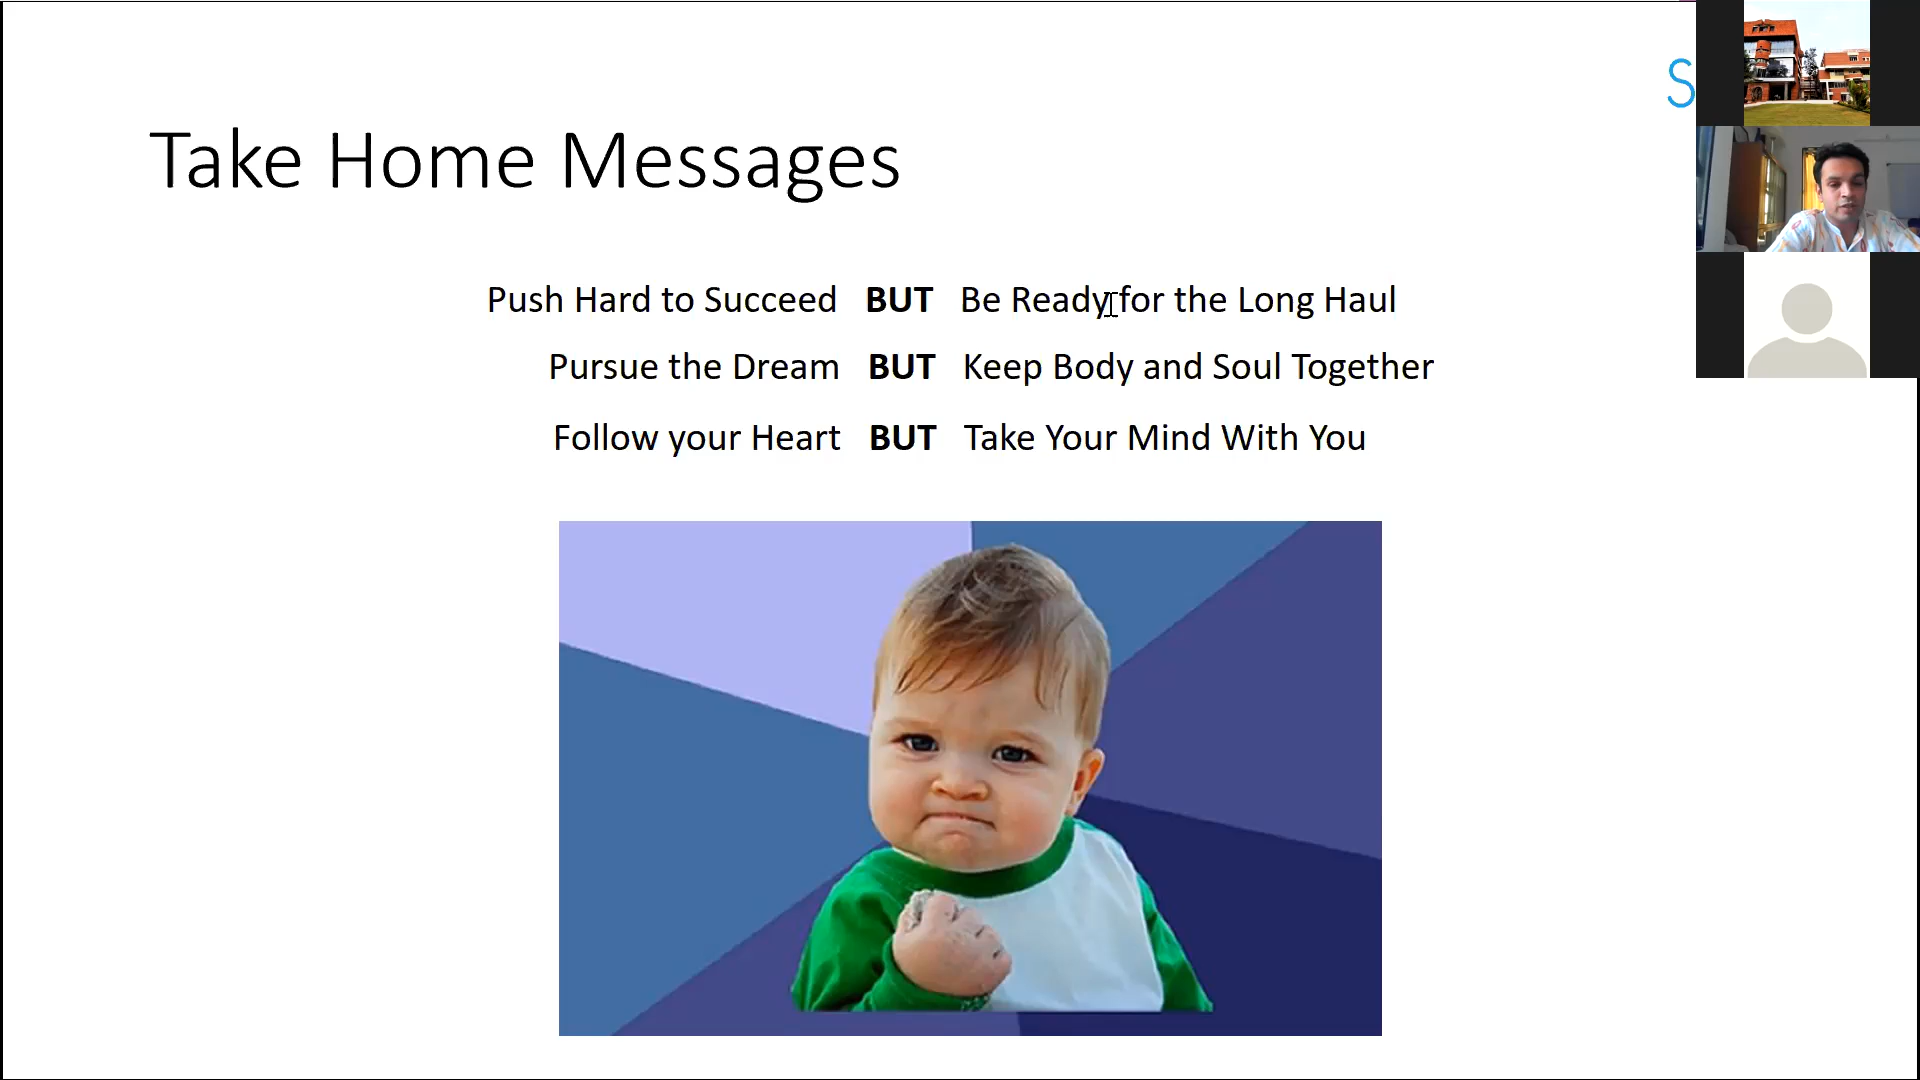 S
Take Home Messages
Push Hard to Succeed BUT Be Ready for the Long Haul
Pursue the Dream BUT Keep Body and Soul Together
Follow your Heart BUT Take Your Mind With You